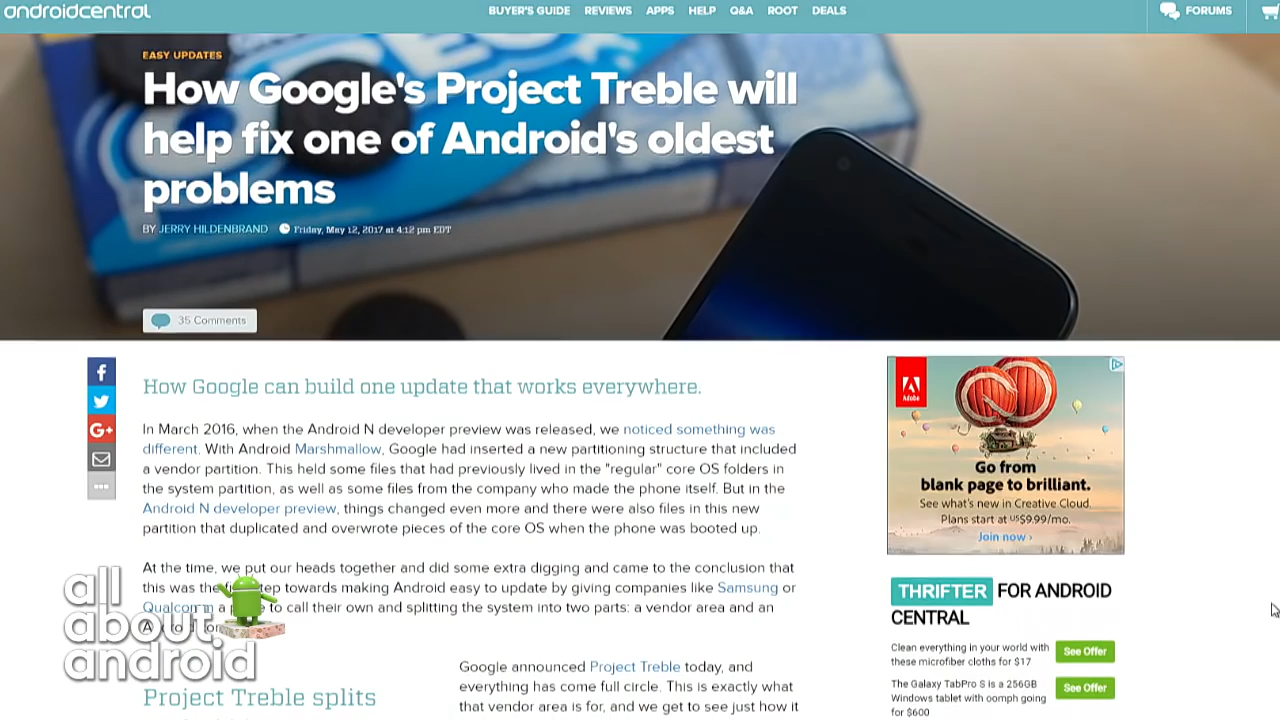 androidcentral
BUYER'S GUIDE REVIEWS APPS HELP Q&A ROOT DEALS
FORUMS
EASY UPDATES
How Google's Project Treble will
help fix one of Android's oldest
problems
BY JERRY HILDENBRAND Friday, May 12, 2017 at 4:12 pm EDT
35 Comments
How Google can build one update that works everywhere.
In March 2016, when the Android N developer preview was released, we noticed something was
different. With Android Marshmallow, Google had inserted a new partitioning structure that included
a vendor partition. This held some files that had previously lived in the "regular" core OS folders in
the system partition, as well as some files from the company who made the phone itself. But in the
Android N developer preview, things changed even more and there were also files in this new
partition that duplicated and overwrote pieces of the core OS when the phone was booted up.
At the time, we put our heads together and did some extra digging and came to the conclusion that
this was the step towards making Android easy to update by giving companies like Samsung or
Qualcomm a to call their own and splitting the system into two parts: a vendor area and an
Project Treble splits
Google announced Project Treble today, and
everything has come full circle. This is exactly what
that vendor area is for, and we get to see just how it
f
G+
Adobe
Go from
blank page to brilliant.
See what's new in Creative Cloud.
Plans start at US$9.99/mo.
Join now ›
THRIFTER FOR ANDROID
CENTRAL
Clean everything in your world with
these microfiber cloths for $17
See Offer
The Galaxy TabPro S is a 256GB
Windows tablet with oomph going
for $600
See Offer
all
about
android